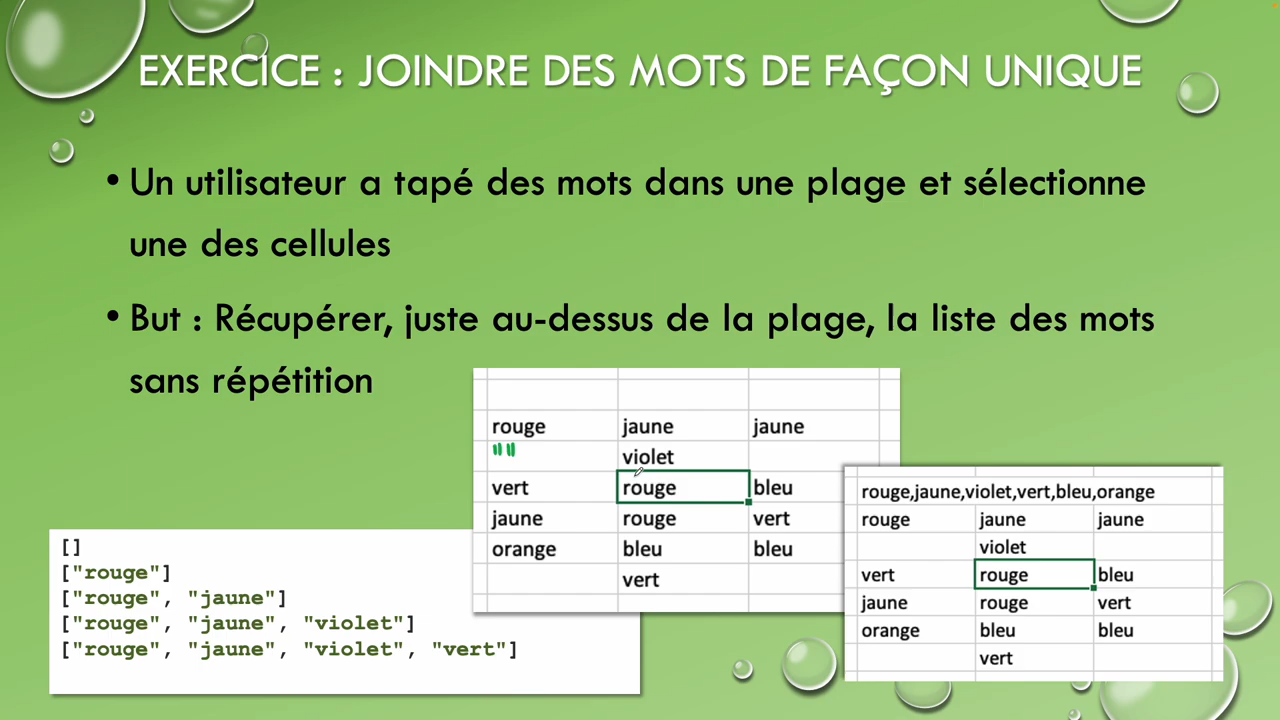 EXERCICE : JOINDRE DES MOTS DE FAÇON UNIQUE
• Un utilisateur a tapé des mots dans une plage et sélectionne
une des cellules
• But : Récupérer, juste au-dessus de la plage, la liste des mots
sans répétition
rouge jaune jaune
"" violet
vert rouge bleu
jaune rouge vert
orange bleu bleu
vert
rouge,jaune,violet,vert,bleu,orange
rouge jaune jaune
violet
vert rouge bleu
jaune rouge vert
orange bleu bleu
vert
[]
["rouge"]
["rouge", "jaune"]
["rouge", "jaune", "violet"]
["rouge", "jaune", "violet", "vert"]